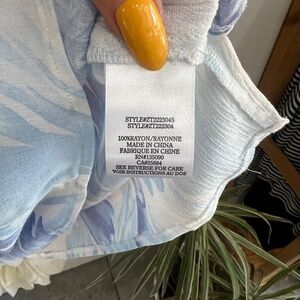 STYLE#ZT222304S
STYLE#ZT222304
100%RAYON/RAYONNE
MADE IN CHINA
FABRIQUE EN CHINE
RN#135090
CA#15884
SEE REVERSE FOR CARE
VOIR INSTRUCTIONS AU DOS